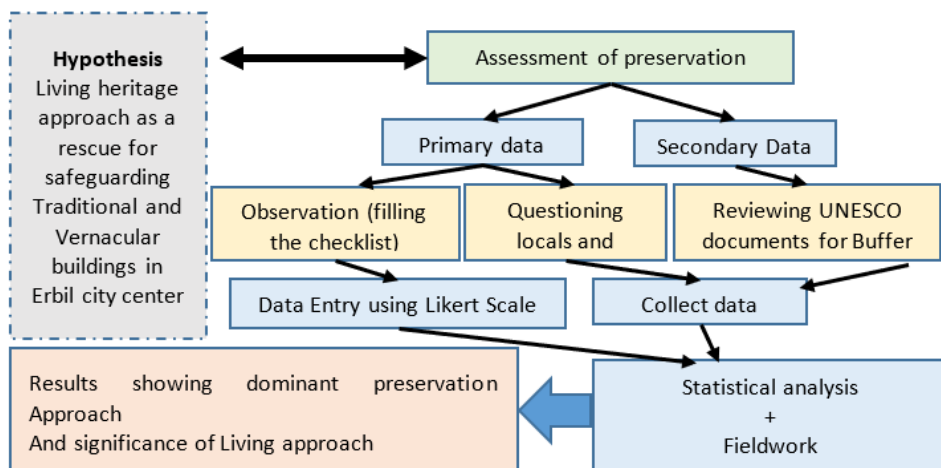 Hypothesis
Living heritage
approach as a
rescue for
safeguarding
Traditional and
Vernacular
buildings in
Erbil city center
Assessment of preservation
Primary data
Secondary Data
Observation (filling
the checklist)
Questioning
locals and
Reviewing UNESCO
documents for Buffer
Data Entry using Likert Scale
Collect data
Statistical analysis
+
Fieldwork
Results showing dominant preservation
Approach
And significance of Living approach